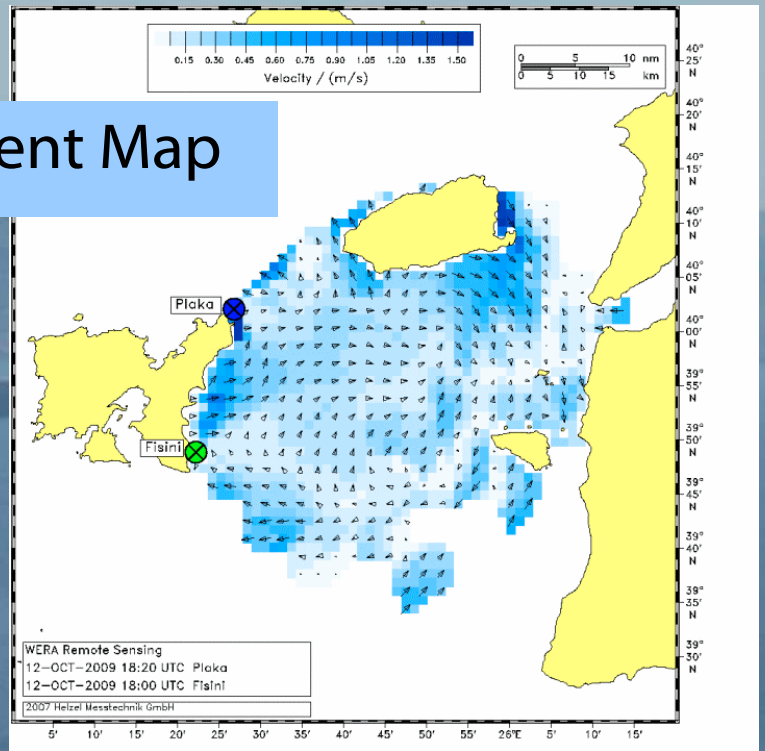 0.15 0.30 0.45 0.60 0.75 0.90 1.05 1.20 1.35 1.50
Velocity / (m/s)
0 5 10 nm
0 5 10 15 km
ent Map
40° 25' N
40° 20' N
40° 15' N
40° 10' N
40° 05' N
40° 00' N
39° 55' N
39° 50' N
39° 45' N
39° 40' N
39° 35' N
39° 30' N
Plaka
Fisini
WERA Remote Sensing
12-OCT-2009 18:20 UTC Plaka
12-OCT-2009 18:00 UTC Fisini
2007 Helzel Messtechnik GmbH
5' 10' 15' 20' 25' 30' 35' 40' 45' 50' 55' 26°E 5' 10' 15'